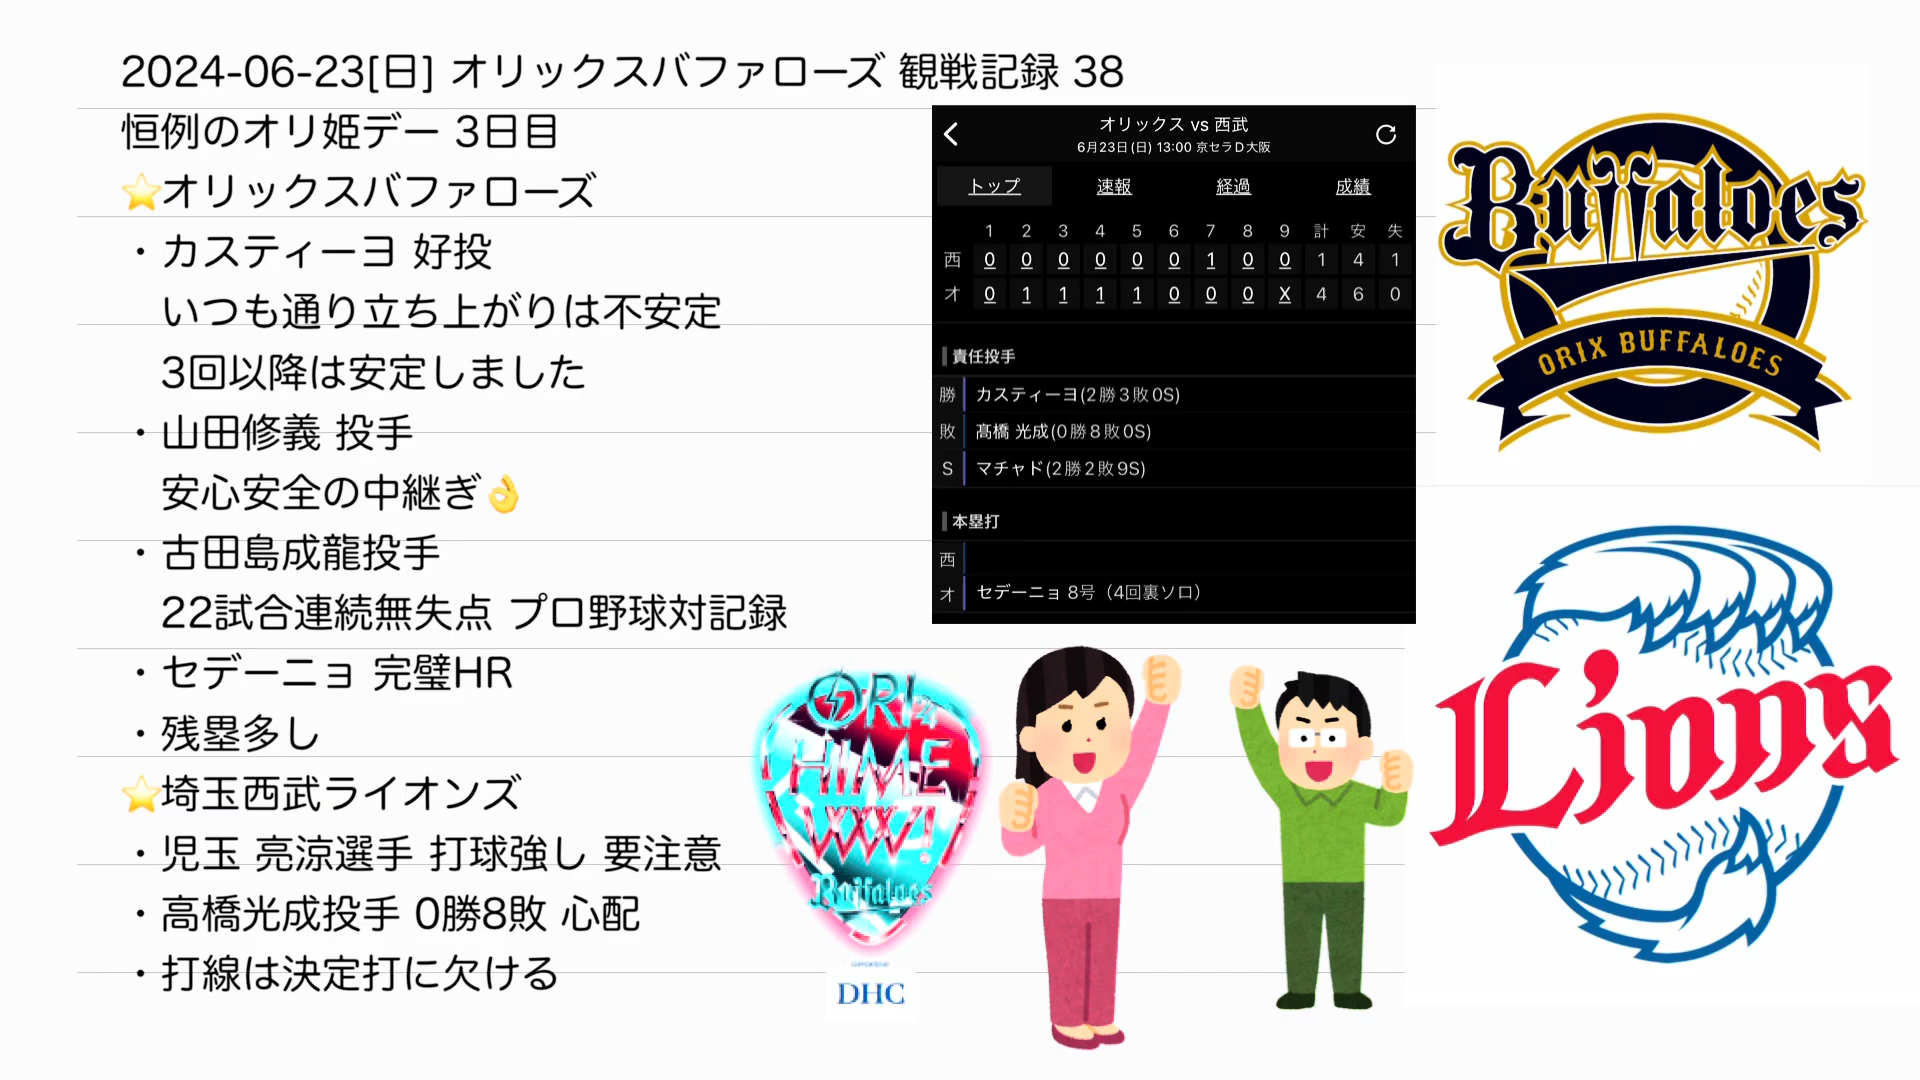 2024-06-23[日] オリックスバファローズ 観戦記録 38
恒例のオリ姫デー 3日目
⭐オリックスバファローズ
・カスティーヨ 好投
いつも通り立ち上がりは不安定
3回以降は安定しました
・山田修義 投手
安心安全の中継ぎ👌
・古田島成龍投手
22試合連続無失点 プロ野球対記録
・セデーニョ 完璧HR
・残塁多し
⭐埼玉西武ライオンズ
・児玉 亮涼選手 打球強し 要注意
・高橋光成投手 0勝8敗 心配
・打線は決定打に欠ける
オリックス vs 西武
6月23日(日) 13:00 京セラD大阪
トップ 速報 経過 成績
1 2 3 4 5 6 7 8 9 計 安 失
西 0 0 0 0 0 0 1 0 0 1 4 1
オ 0 1 1 1 1 0 0 0 X 4 6 0
責任投手
勝 カスティーヨ(2勝3敗0S)
敗 髙橋 光成(0勝8敗0S)
S マチャド(2勝2敗9S)
本塁打
西
オ セデーニョ 8号（4回裏ソロ）
Buffaloes
ORIX BUFFALOES
Lions
ORI
HIME
Buffaloes
DHC